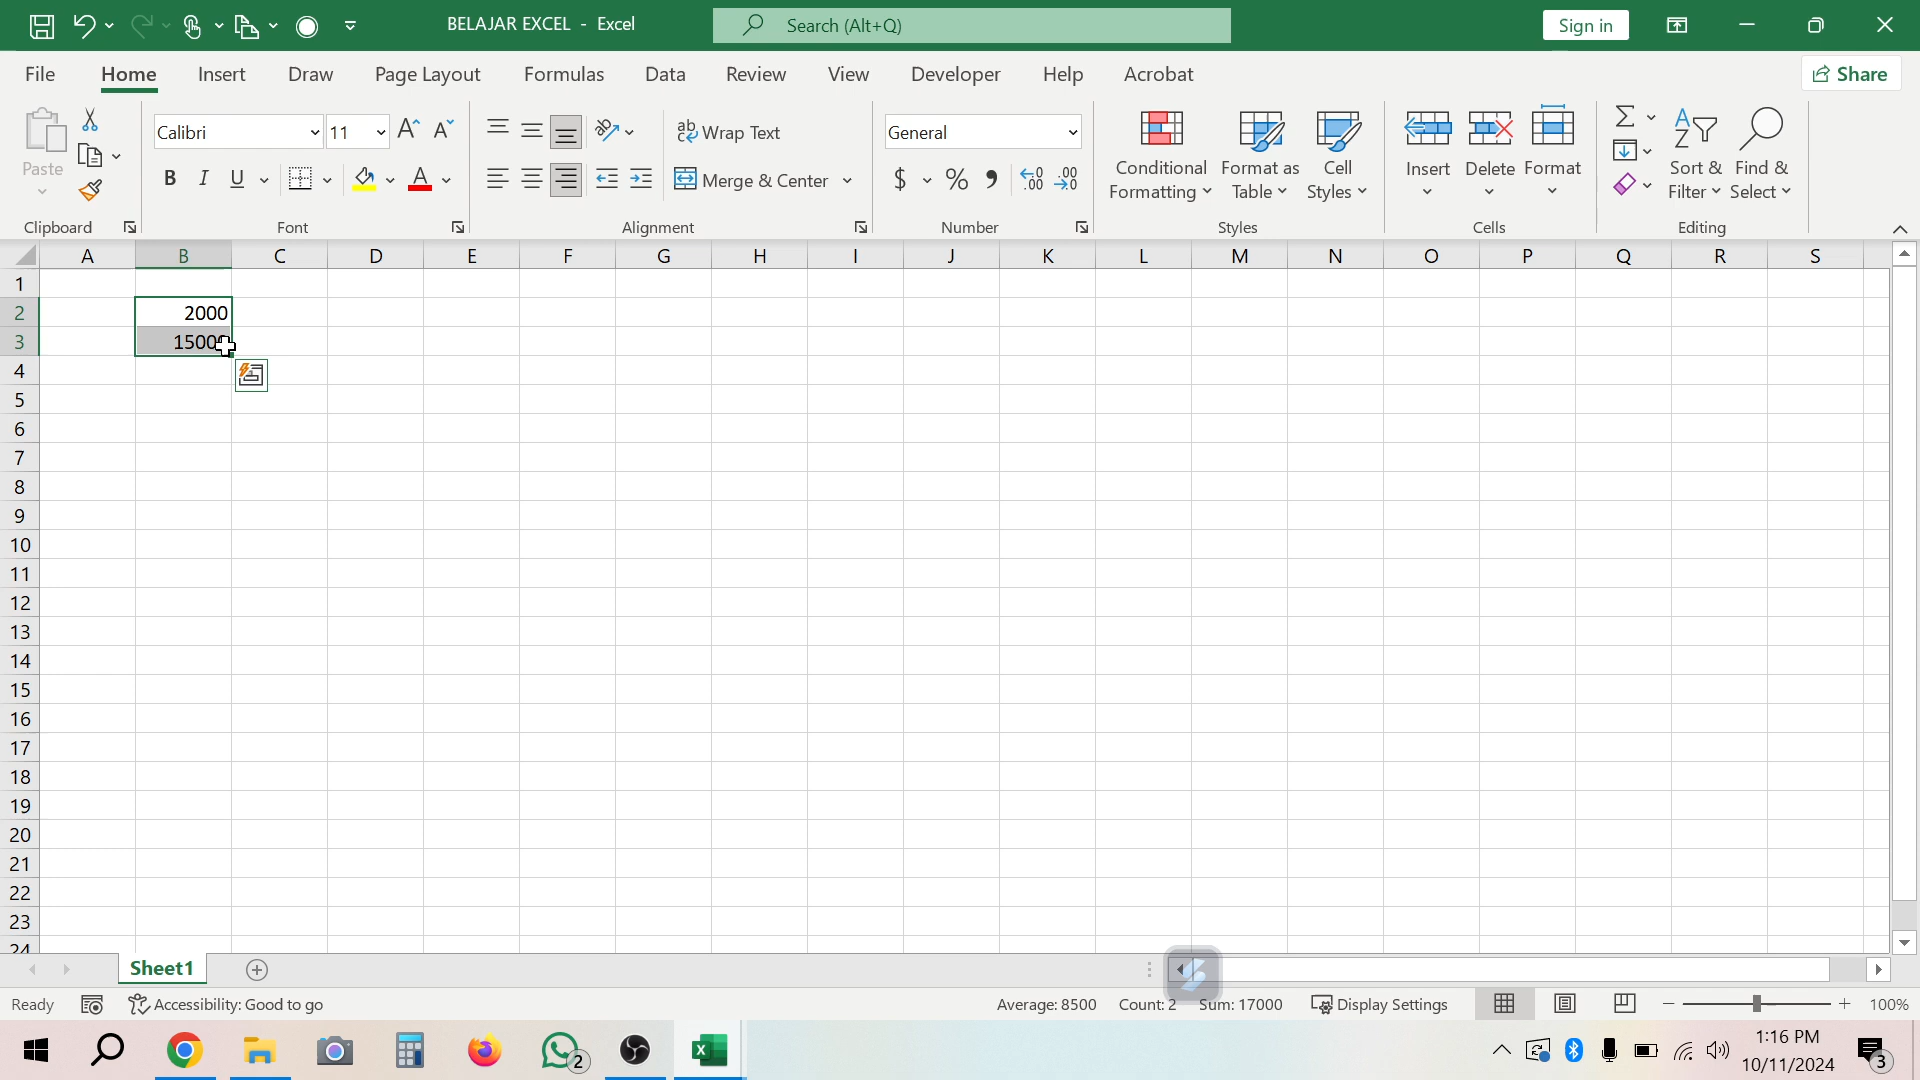 BELAJAR EXCEL - Excel
Search (Alt+Q)
Sign in
File Home Insert Draw Page Layout Formulas Data Review View Developer Help Acrobat
Share
Paste
Clipboard
Calibri
11
B I U
Font
Wrap Text
Merge & Center
Alignment
General
$ % 9
Number
Conditional Formatting
Format as Table
Cell Styles
Styles
Insert
Delete
Format
Cells
Sort & Filter
Find & Select
Editing
A B C D E F G H I J K L M N O P Q R S
1
2 2000
3 1500
4
5
6
7
8
9
10
11
12
13
14
15
16
17
18
19
20
21
22
23
24
Sheet1
Ready
Accessibility: Good to go
Average: 8500 Count: 2 Sum: 17000
Display Settings
100%
2
1:16 PM
10/11/2024
3